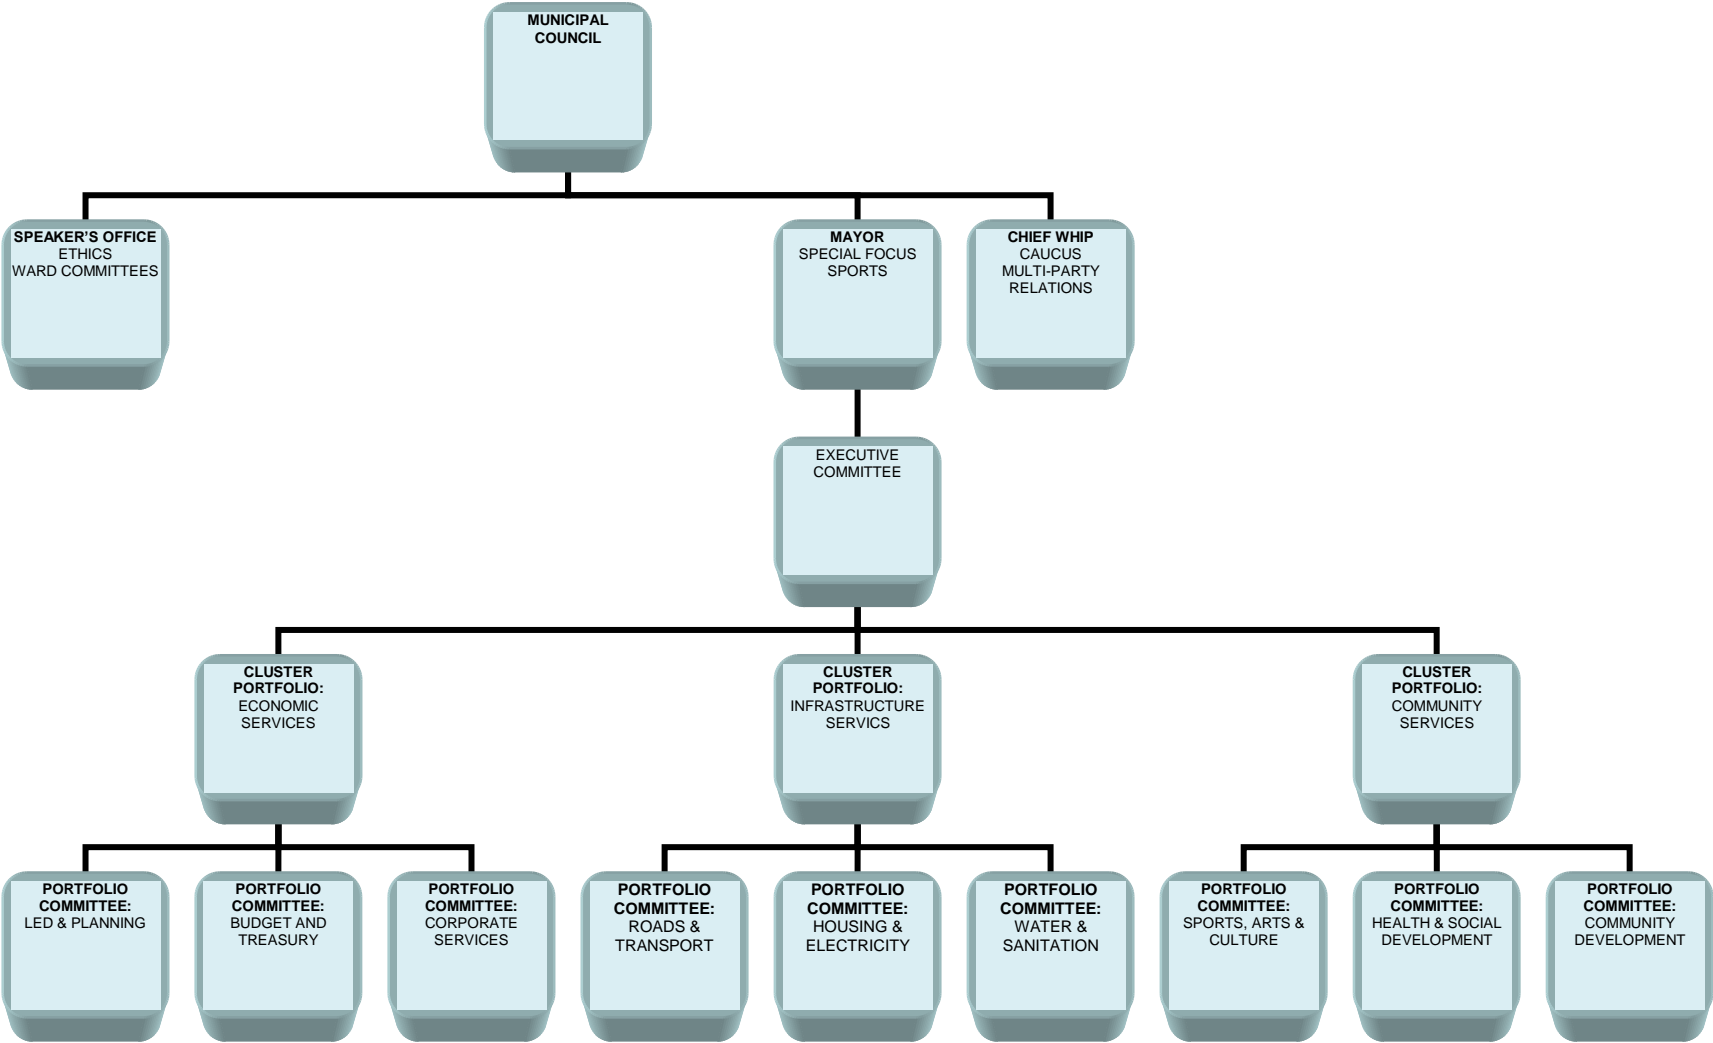 MUNICIPAL
COUNCIL
SPEAKER'S OFFICE
ETHICS
WARD COMMITTEES
MAYOR
SPECIAL FOCUS
SPORTS
CHIEF WHIP
CAUCUS
MULTI-PARTY
RELATIONS
EXECUTIVE
COMMITTEE
CLUSTER
PORTFOLIO:
ECONOMIC
SERVICES
CLUSTER
PORTFOLIO:
INFRASTRUCTURE
SERVICS
CLUSTER
PORTFOLIO:
COMMUNITY
SERVICES
PORTFOLIO
COMMITTEE:
LED & PLANNING
PORTFOLIO
COMMITTEE:
BUDGET AND
TREASURY
PORTFOLIO
COMMITTEE:
CORPORATE
SERVICES
PORTFOLIO
COMMITTEE:
ROADS &
TRANSPORT
PORTFOLIO
COMMITTEE:
HOUSING &
ELECTRICITY
PORTFOLIO
COMMITTEE:
WATER &
SANITATION
PORTFOLIO
COMMITTEE:
SPORTS, ARTS &
CULTURE
PORTFOLIO
COMMITTEE:
HEALTH & SOCIAL
DEVELOPMENT
PORTFOLIO
COMMITTEE:
COMMUNITY
DEVELOPMENT